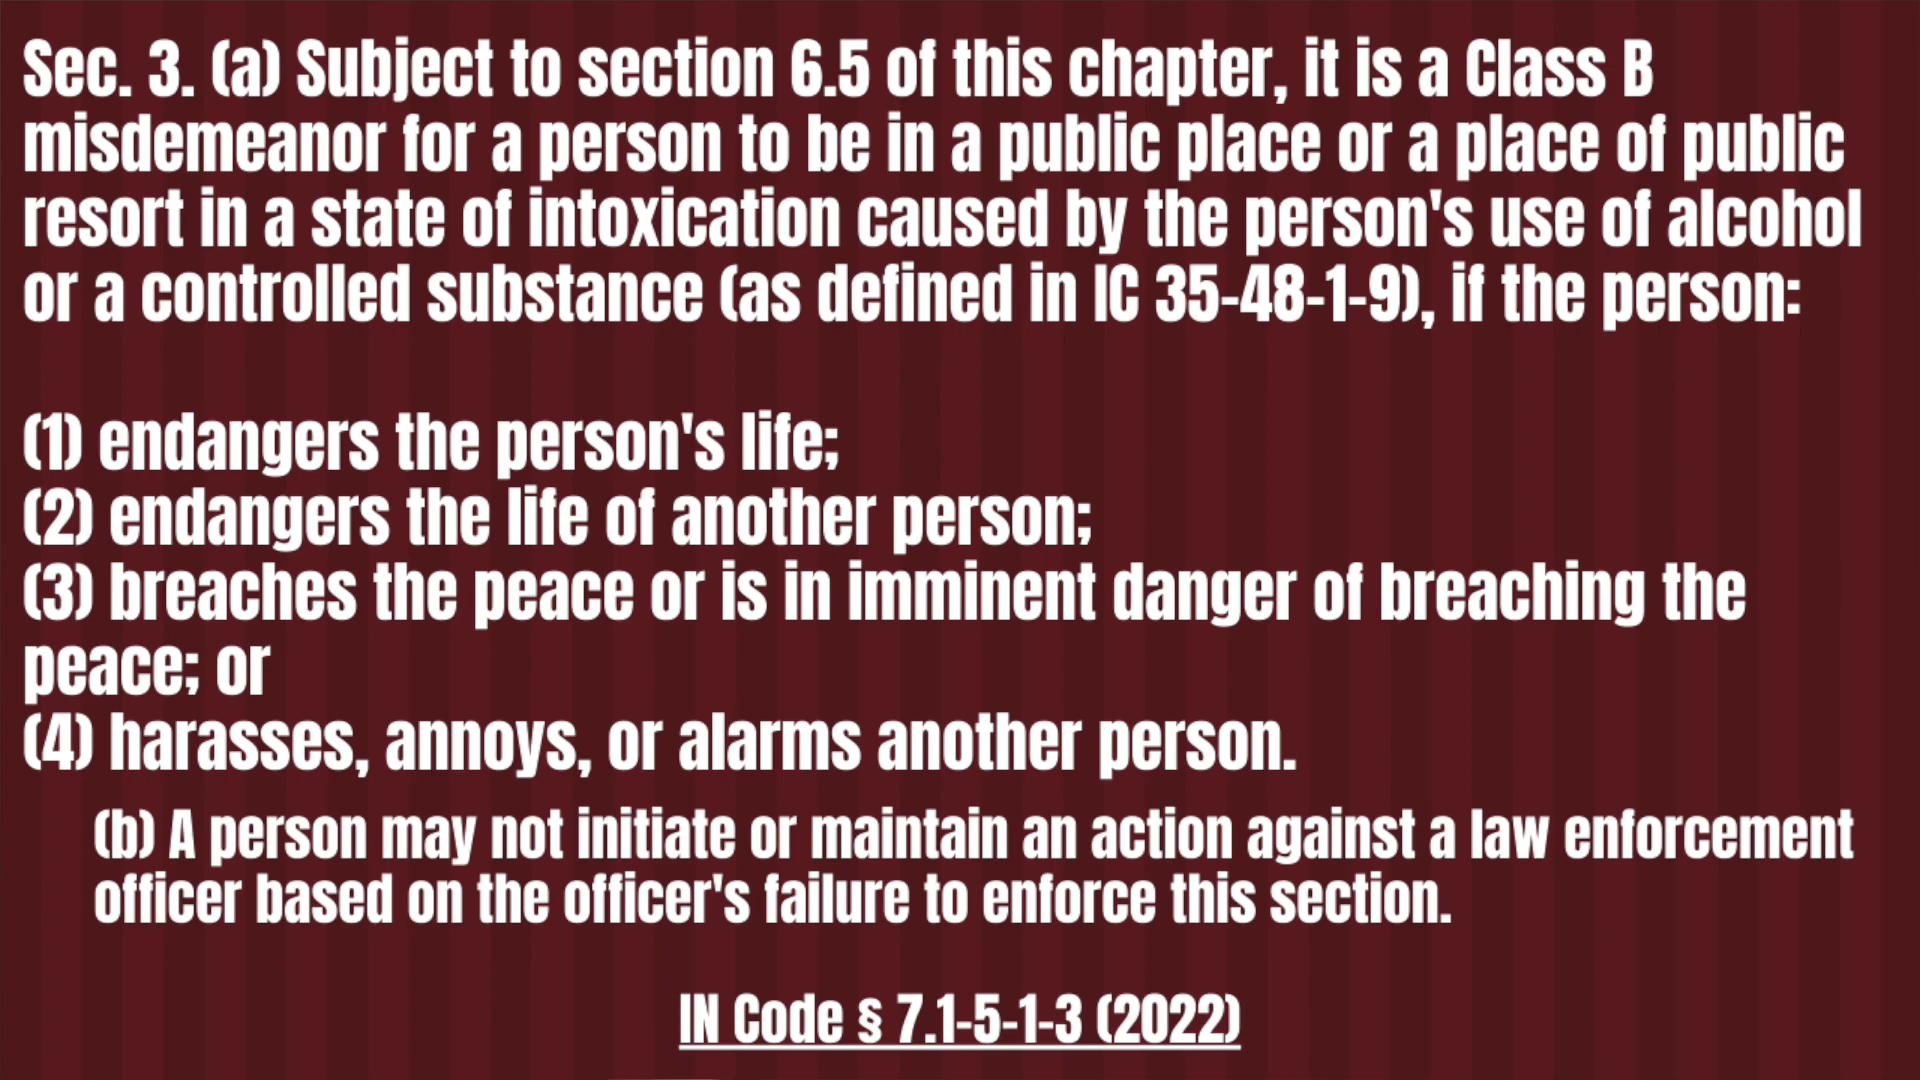 Sec. 3. (a) Subject to section 6.5 of this chapter, it is a Class B
misdemeanor for a person to be in a public place or a place of public
resort in a state of intoxication caused by the person's use of alcohol
or a controlled substance (as defined in IC 35-48-1-9), if the person:
(1) endangers the person's life;
(2) endangers the life of another person;
(3) breaches the peace or is in imminent danger of breaching the
peace; or
(4) harasses, annoys, or alarms another person.
(b) A person may not initiate or maintain an action against a law enforcement
officer based on the officer's failure to enforce this section.
IN Code § 7.1-5-1-3 (2022)